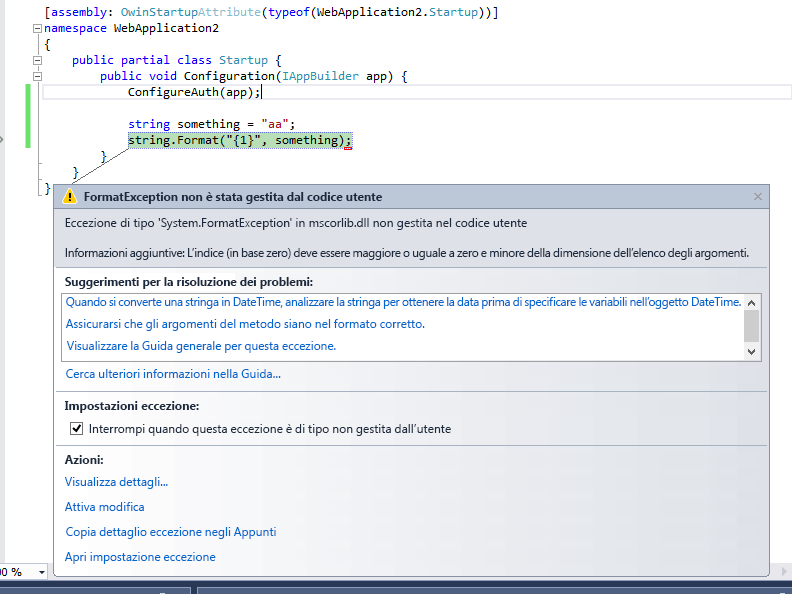 [assembly: OwinStartupAttribute(typeof(WebApplication2.Startup))]
namespace WebApplication2
{
public partial class Startup {
public void Configuration(IAppBuilder app) {
ConfigureAuth(app);
string something = "aa";
string.Format("{1}", something);
}
}
}
FormatException non è stata gestita dal codice utente
Eccezione di tipo 'System.FormatException' in mscorlib.dll non gestita nel codice utente
Informazioni aggiuntive: L'indice (in base zero) deve essere maggiore o uguale a zero e minore della dimensione dell'elenco degli argomenti.
Suggerimenti per la risoluzione dei problemi:
Quando si converte una stringa in DateTime, analizzare la stringa per ottenere la data prima di specificare le variabili nell'oggetto DateTime.
Assicurarsi che gli argomenti del metodo siano nel formato corretto.
Visualizzare la Guida generale per questa eccezione.
Cerca ulteriori informazioni nella Guida...
Impostazioni eccezione:
Interrompi quando questa eccezione è di tipo non gestita dall'utente
Azioni:
Visualizza dettagli...
Attiva modifica
Copia dettaglio eccezione negli Appunti
Apri impostazione eccezione